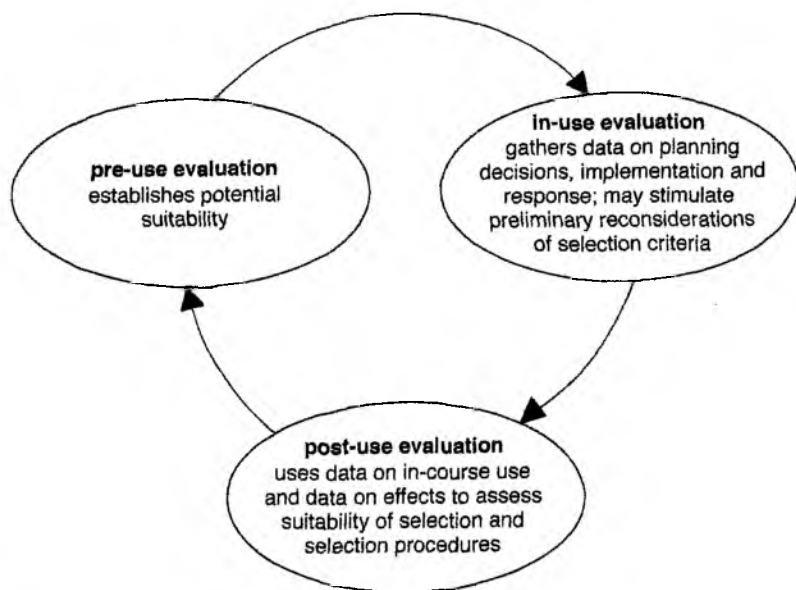 pre-use evaluation
establishes potential
suitability
in-use evaluation
gathers data on planning
decisions, implementation and
response; may stimulate
preliminary reconsiderations
of selection criteria
post-use evaluation
uses data on in-course use
and data on effects to assess
suitability of selection and
selection procedures